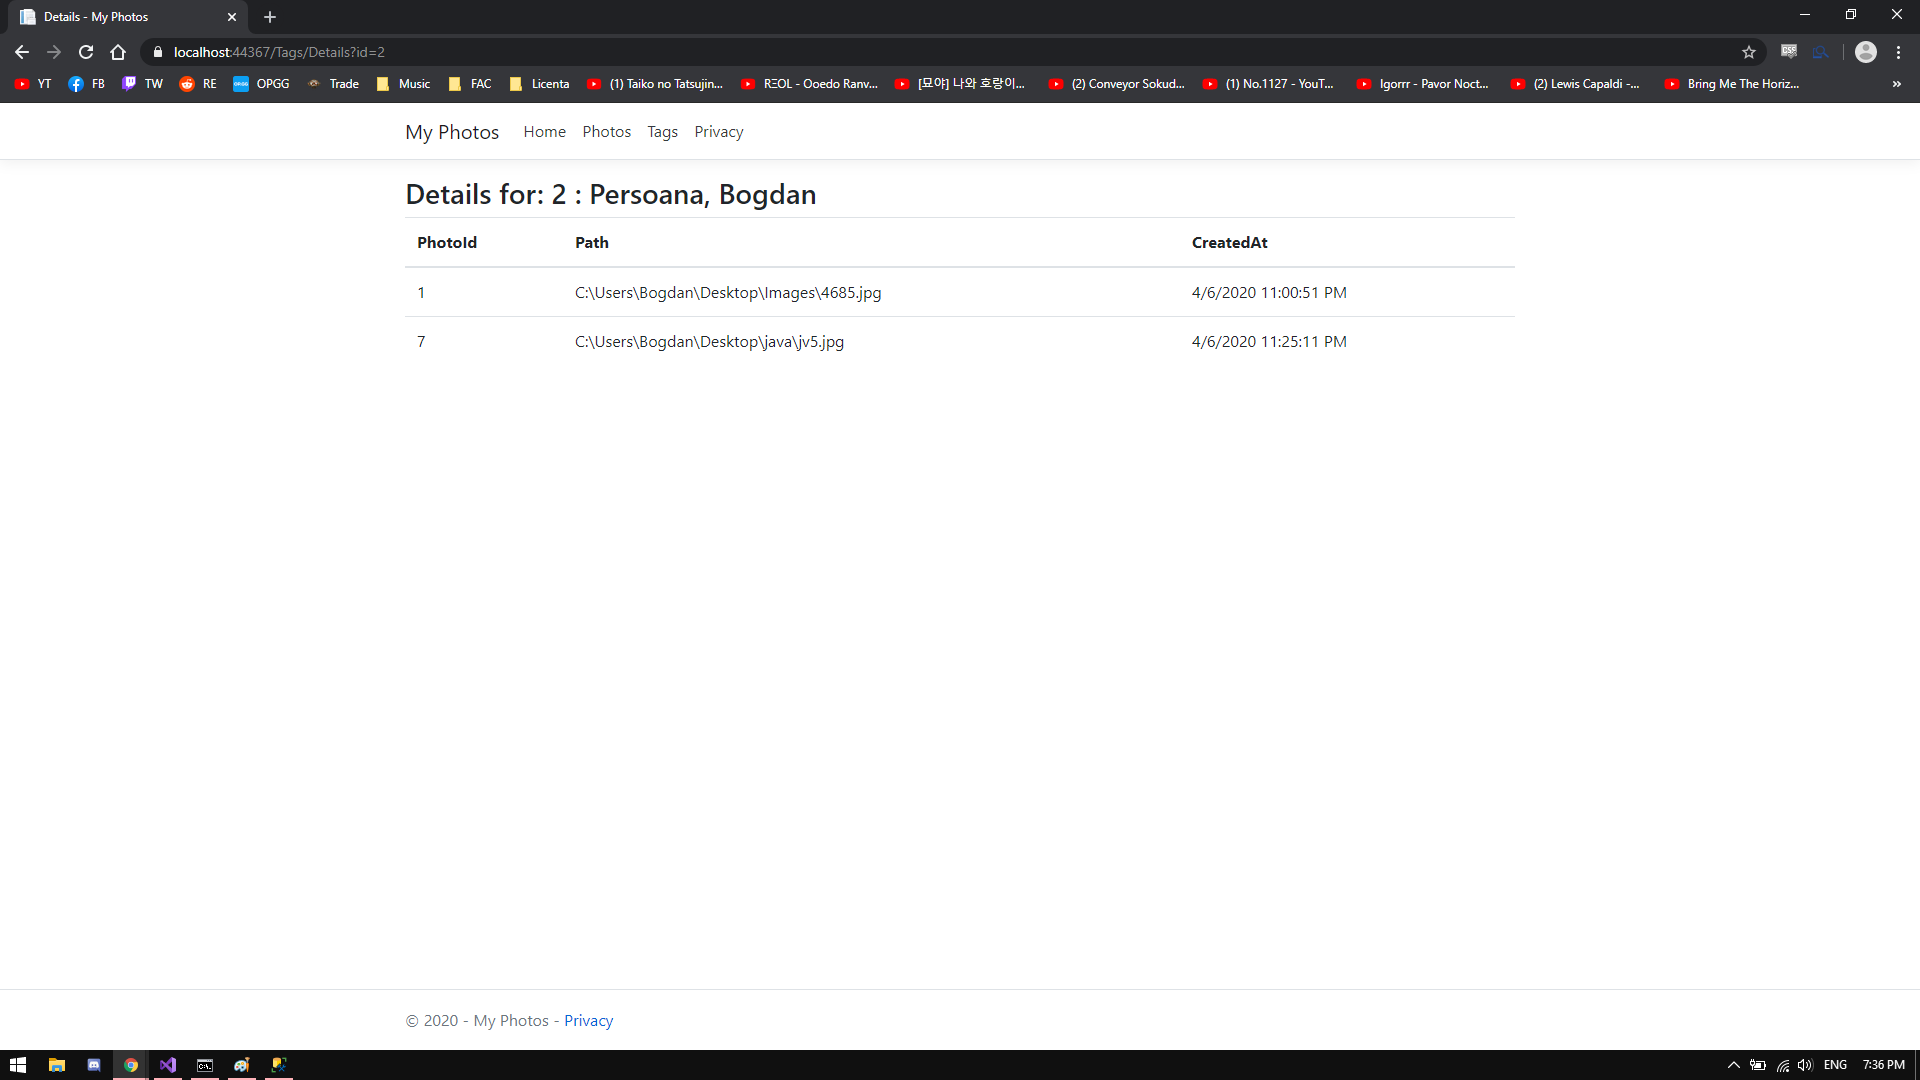 Details - My Photos
localhost:44367/Tags/Details?id=2
YT FB TW RE OPGG Trade Music FAC Licenta (1) Taiko no Tatsujin... RΞOL - Ooedo Ranv... [묘야] 나와 호랑이... (2) Conveyor Sokud... (1) No.1127 - YouT... Igorrr - Pavor Noct... (2) Lewis Capaldi -... Bring Me The Horiz... »
My Photos Home Photos Tags Privacy
Details for: 2 : Persoana, Bogdan
PhotoId Path CreatedAt
1 C:\Users\Bogdan\Desktop\Images\4685.jpg 4/6/2020 11:00:51 PM
7 C:\Users\Bogdan\Desktop\java\jv5.jpg 4/6/2020 11:25:11 PM
© 2020 - My Photos - Privacy
ENG 7:36 PM